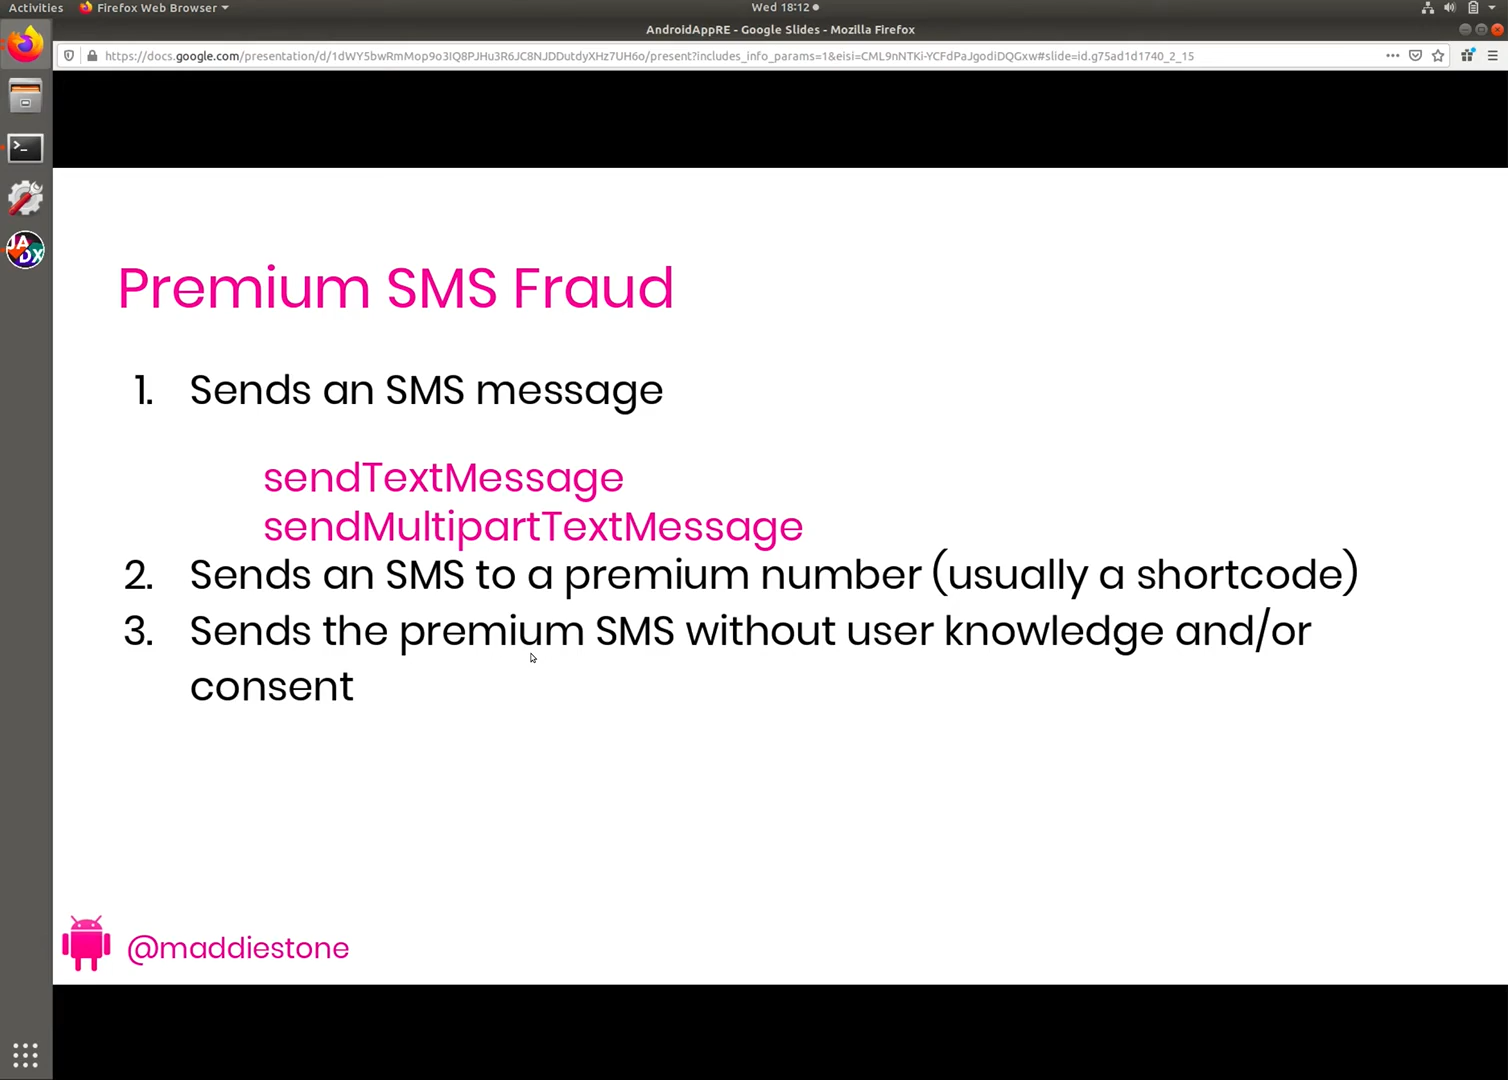 Activities
Firefox Web Browser
Wed 18:12
AndroidAppRE - Google Slides - Mozilla Firefox
https://docs.google.com/presentation/d/1dWY5bwRmMop9o3IQ8PJHu3R6JC8NJDDutdyXHz7UH6o/present?includes_info_params=1&eisi=CML9nNTKi-YCFdPaJgodiDQGxw#slide=id.g75ad1d1740_2_15
JA
DX
Premium SMS Fraud
1. Sends an SMS message
sendTextMessage
sendMultipartTextMessage
2. Sends an SMS to a premium number (usually a shortcode)
3. Sends the premium SMS without user knowledge and/or
consent
@maddiestone